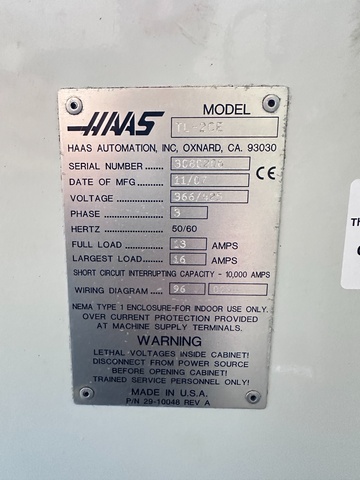 HAAS
MODEL
HAAS AUTOMATION, INC, OXNARD, CA. 93030
SERIAL NUMBER
CE
DATE OF MFG 11/
VOLTAGE
PHASE 3
HERTZ 50/60
FULL LOAD 13 AMPS
LARGEST LOAD 16 AMPS
SHORT CIRCUIT INTERRUPTING CAPACITY - 10,000 AMPS
WIRING DIAGRAM 96
NEMA TYPE 1 ENCLOSURE-FOR INDOOR USE ONLY.
OVER CURRENT PROTECTION PROVIDED
AT MACHINE SUPPLY TERMINALS.
WARNING
LETHAL VOLTAGES INSIDE CABINET!
DISCONNECT FROM POWER SOURCE
BEFORE OPENING CABINET!
TRAINED SERVICE PERSONNEL ONLY!
MADE IN U.S.A.
P/N 29-10048 REV A